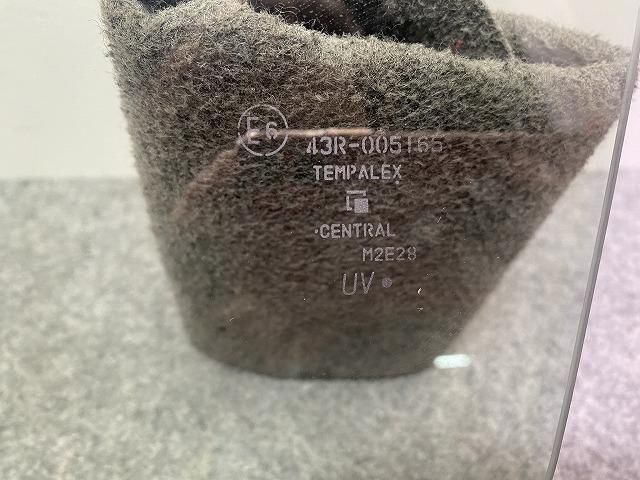 E6
43R-005165
TEMPALEX
·CENTRAL
M2E28
UV